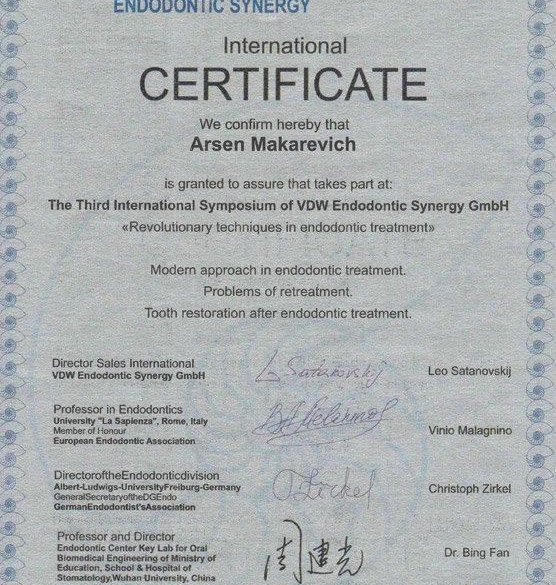 ENDODONTIC SYNERGY
International
CERTIFICATE
We confirm hereby that
Arsen Makarevich
is granted to assure that takes part at:
The Third International Symposium of VDW Endodontic Synergy GmbH
«Revolutionary techniques in endodontic treatment»
Modern approach in endodontic treatment.
Problems of retreatment.
Tooth restoration after endodontic treatment.
Director Sales International
VDW Endodontic Synergy GmbH
L Satanovskij
Leo Satanovskij
Professor in Endodontics
University "La Sapienza", Rome, Italy
Member of Honour
European Endodontic Association
Vinio Malagnino
DirectoroftheEndodonticdivision
Albert-Ludwigs-UniversityFreiburg-Germany
GeneralSecretaryoftheDGEndo
GermanEndodontist'sAssociation
Christoph Zirkel
Professor and Director
Endodontic Center Key Lab for Oral
Biomedical Engineering of Ministry of
Education, School & Hospital of
Stomatology,Wuhan University, China
Dr. Bing Fan